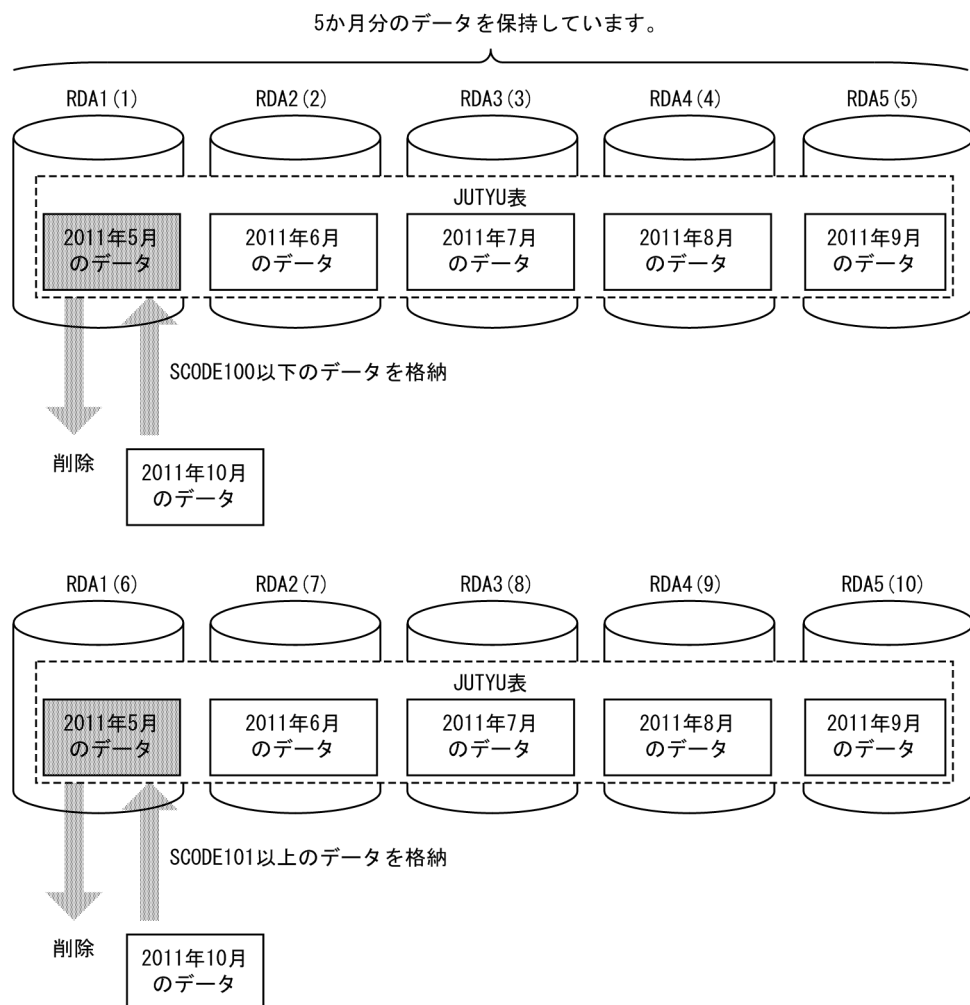 5か月分のデータを保持しています。
RDA1(1) RDA2(2) RDA3(3) RDA4(4) RDA5(5)
JUTYU表
2011年5月
のデータ
2011年6月
のデータ
2011年7月
のデータ
2011年8月
のデータ
2011年9月
のデータ
SCODE100以下のデータを格納
削除
2011年10月
のデータ
RDA1(6) RDA2(7) RDA3(8) RDA4(9) RDA5(10)
JUTYU表
2011年5月
のデータ
2011年6月
のデータ
2011年7月
のデータ
2011年8月
のデータ
2011年9月
のデータ
SCODE101以上のデータを格納
削除
2011年10月
のデータ